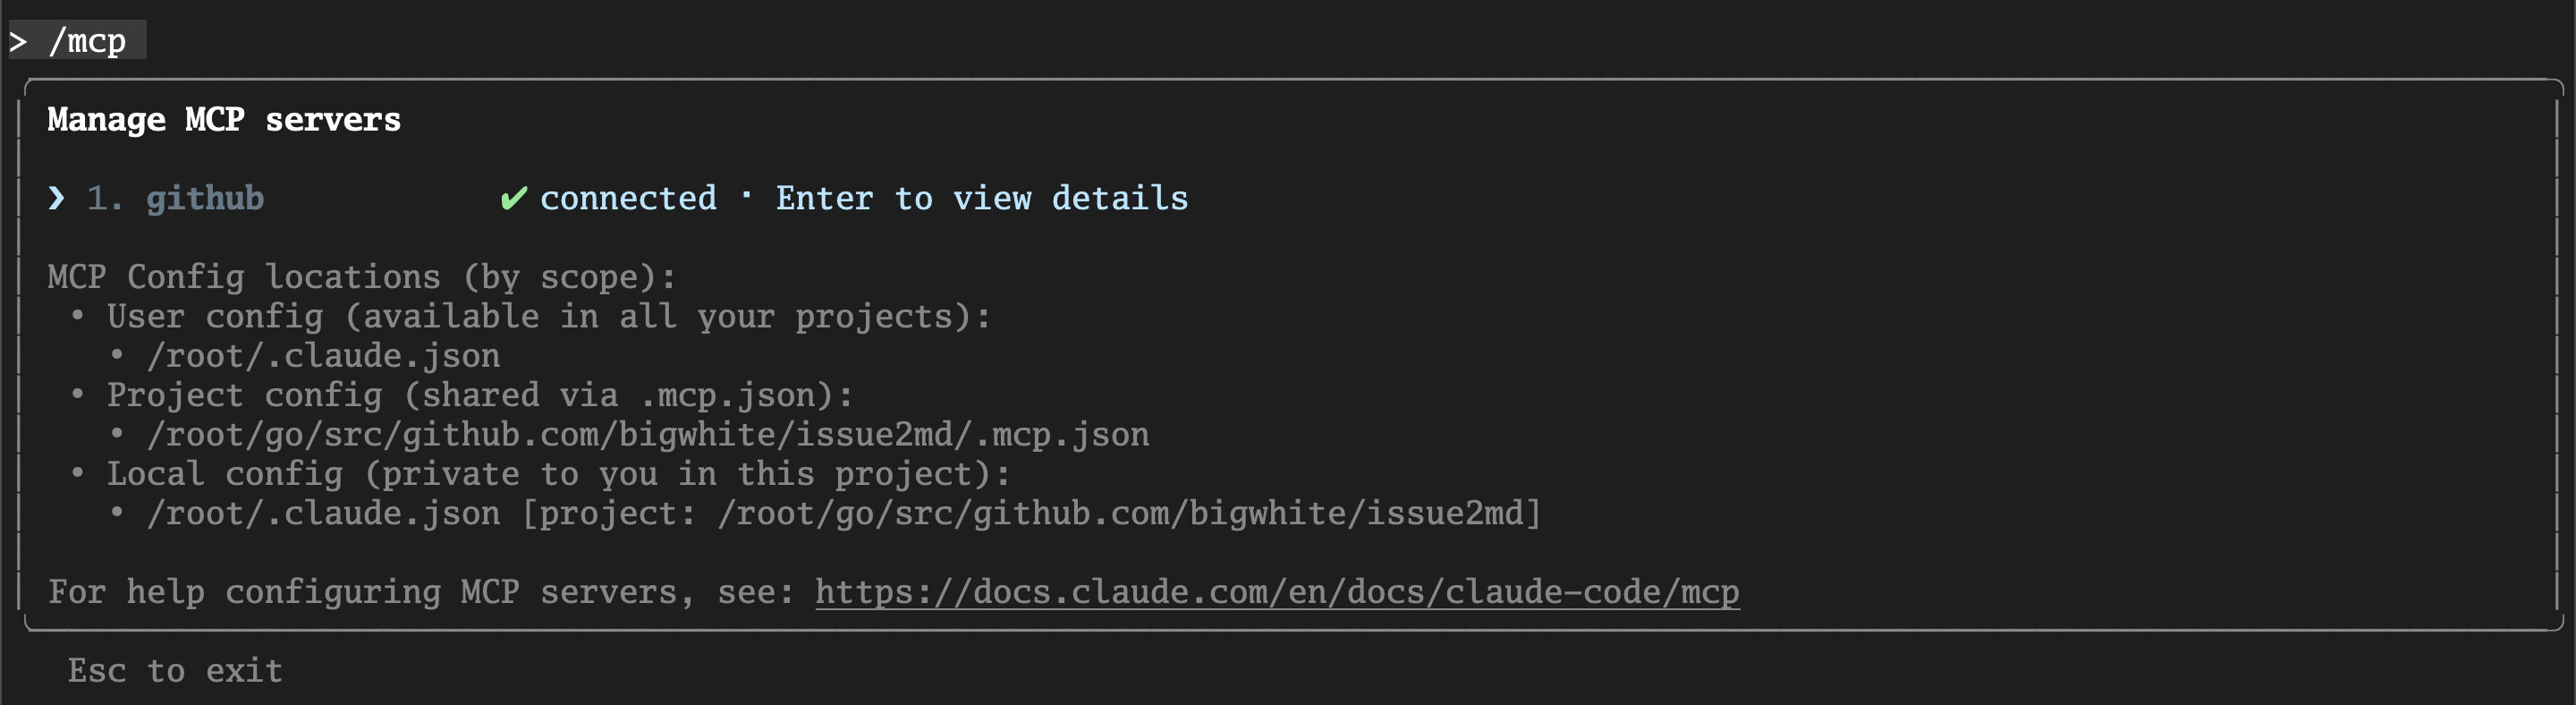 > /mcp
Manage MCP servers
❯ 1. github ✔ connected · Enter to view details
MCP Config locations (by scope):
• User config (available in all your projects):
• /root/.claude.json
• Project config (shared via .mcp.json):
• /root/go/src/github.com/bigwhite/issue2md/.mcp.json
• Local config (private to you in this project):
• /root/.claude.json [project: /root/go/src/github.com/bigwhite/issue2md]
For help configuring MCP servers, see: https://docs.claude.com/en/docs/claude-code/mcp
Esc to exit